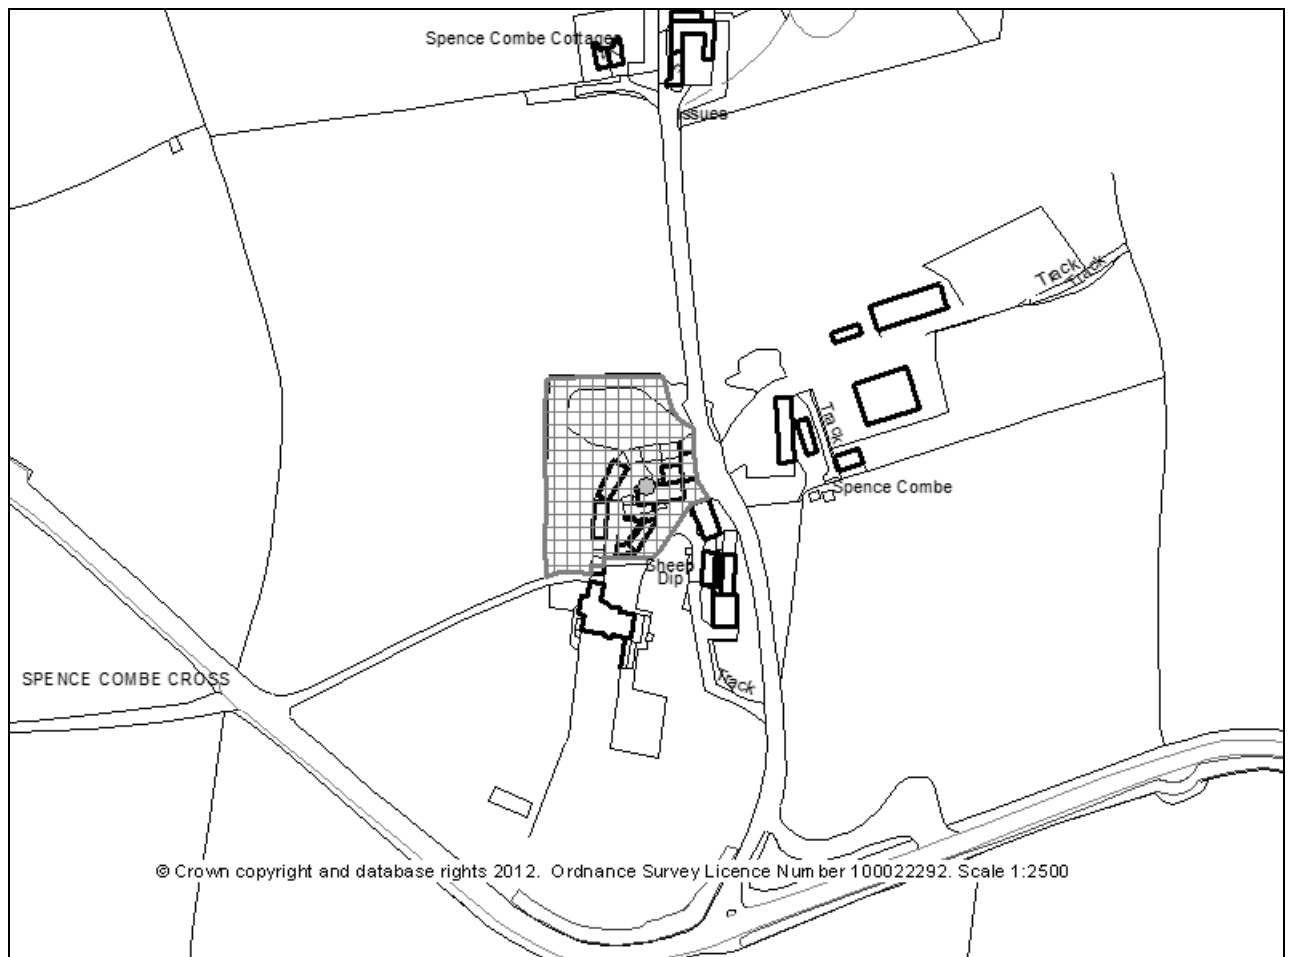 Spence Combe Cottage
Issues
Track
Track
Track
Spence Combe
Sheep
Dip
SPENCE COMBE CROSS
Track
© Crown copyright and database rights 2012. Ordnance Survey Licence Number 100022292. Scale 1:2500